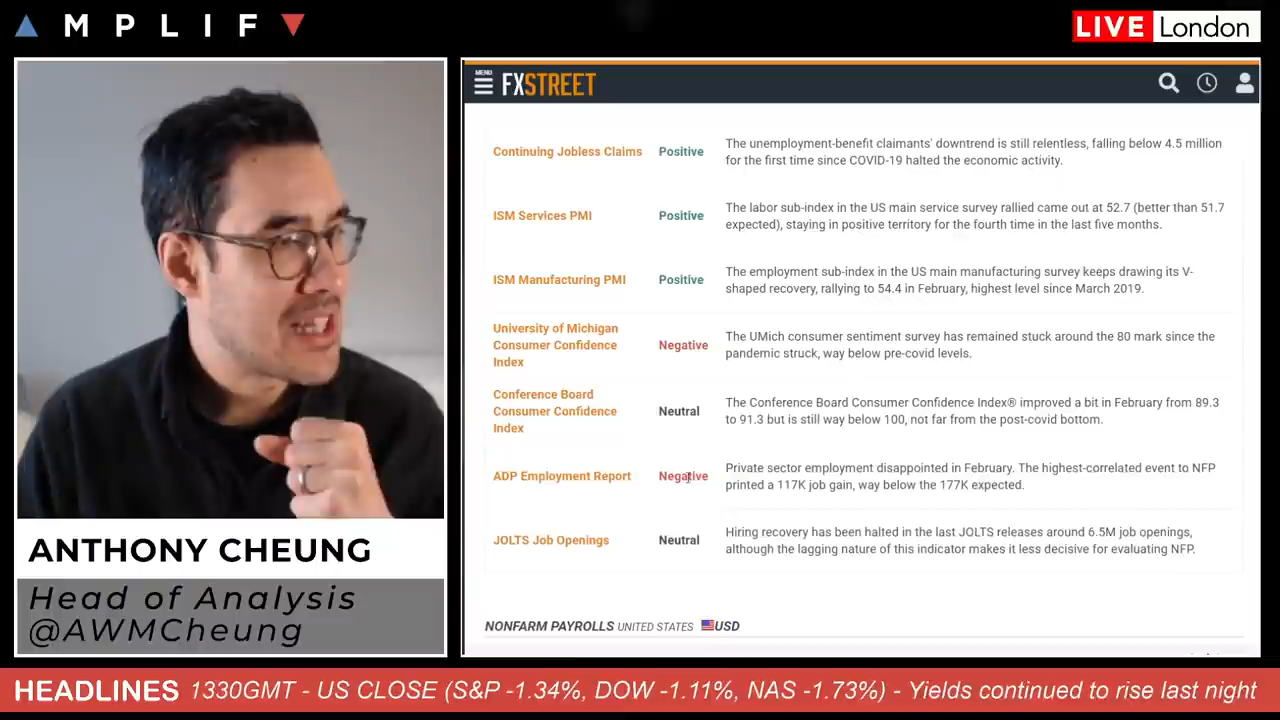 AMPLIFY
LIVE London
MENU
FXSTREET
Continuing Jobless Claims
Positive
The unemployment-benefit claimants' downtrend is still relentless, falling below 4.5 million
for the first time since COVID-19 halted the economic activity.
ISM Services PMI
Positive
The labor sub-index in the US main service survey rallied came out at 52.7 (better than 51.7
expected), staying in positive territory for the fourth time in the last five months.
ISM Manufacturing PMI
Positive
The employment sub-index in the US main manufacturing survey keeps drawing its V-
shaped recovery, rallying to 54.4 in February, highest level since March 2019.
University of Michigan
Consumer Confidence
Index
Negative
The UMich consumer sentiment survey has remained stuck around the 80 mark since the
pandemic struck, way below pre-covid levels.
Conference Board
Consumer Confidence
Index
Neutral
The Conference Board Consumer Confidence Index® improved a bit in February from 89.3
to 91.3 but is still way below 100, not far from the post-covid bottom.
ADP Employment Report
Negative
Private sector employment disappointed in February. The highest-correlated event to NFP
printed a 117K job gain, way below the 177K expected.
JOLTS Job Openings
Neutral
Hiring recovery has been halted in the last JOLTS releases around 6.5M job openings,
although the lagging nature of this indicator makes it less decisive for evaluating NFP.
NONFARM PAYROLLS UNITED STATES USD
ANTHONY CHEUNG
Head of Analysis
@AWMCheung
HEADLINES 1330GMT - US CLOSE (S&P -1.34%, DOW -1.11%, NAS -1.73%) - Yields continued to rise last night